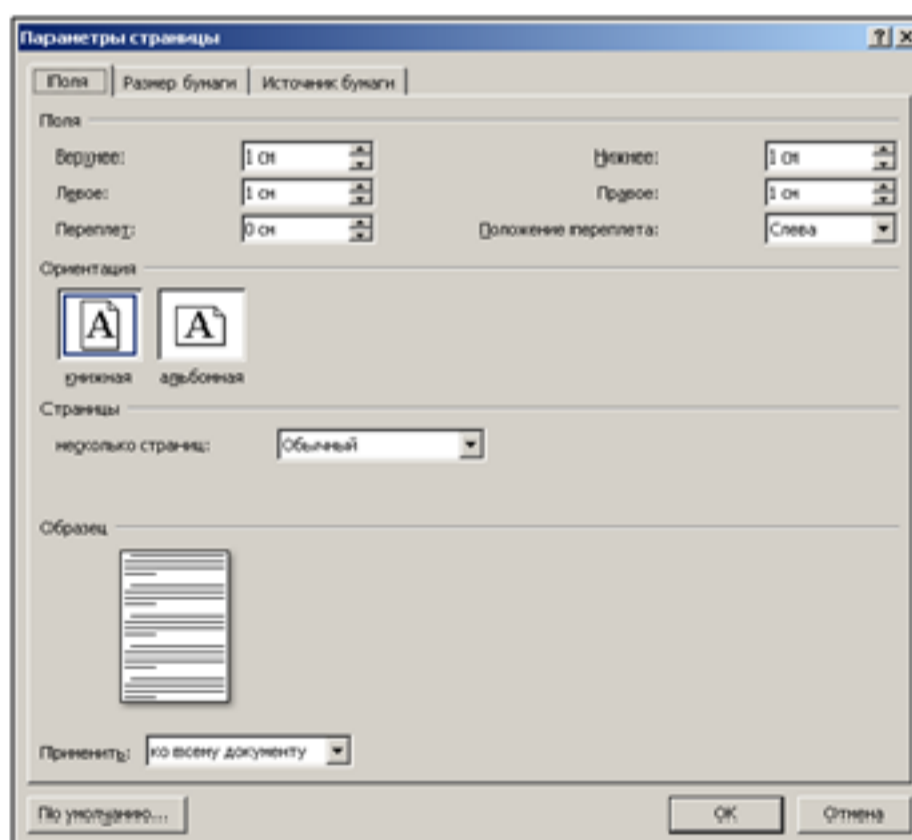 Параметры страницы
Поля Размер бумаги Источник бумаги
Поля
Верхнее: 1 см Нижнее: 1 см
Левое: 1 см Правое: 1 см
Переплет: 0 см Положение переплета: Слева
Ориентация
A A
книжная альбомная
Страницы
несколько страниц: Обычный
Образец
Применить: ко всему документу
По умолчанию... ОК Отмена